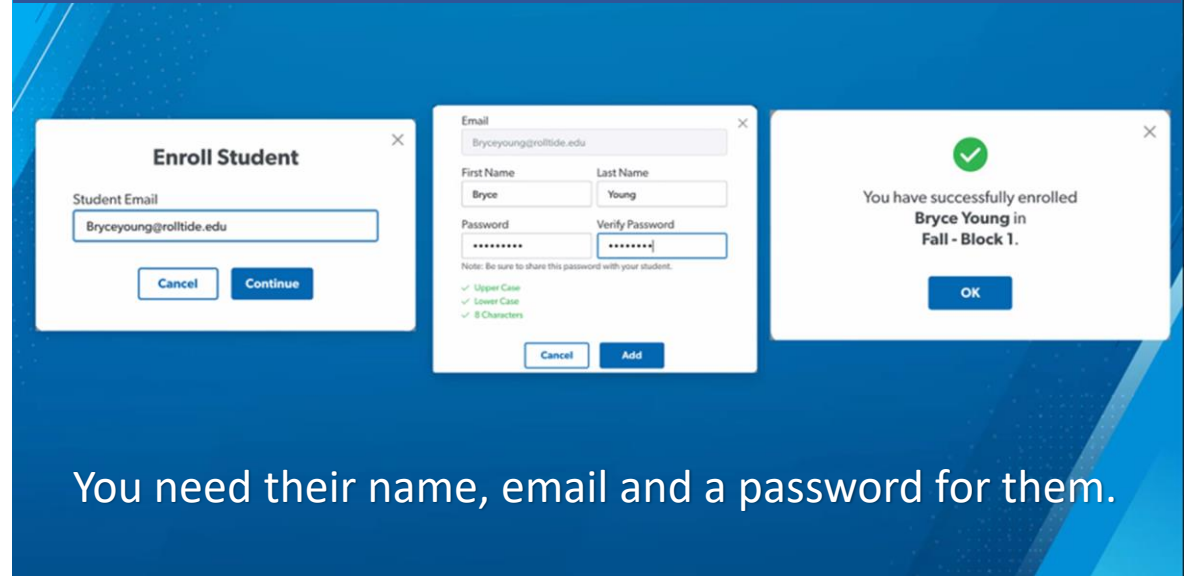 Enroll Student
Student Email
Bryceyoung@rolltide.edu
Cancel Continue
Email
Bryceyoung@rolltide.edu
First Name Last Name
Bryce Young
Password Verify Password
••••••••• ••••••••
Note: Be sure to share this password with your student.
✓ Upper Case
✓ Lower Case
✓ 8 Characters
Cancel Add
You have successfully enrolled
Bryce Young in
Fall - Block 1.
OK
You need their name, email and a password for them.